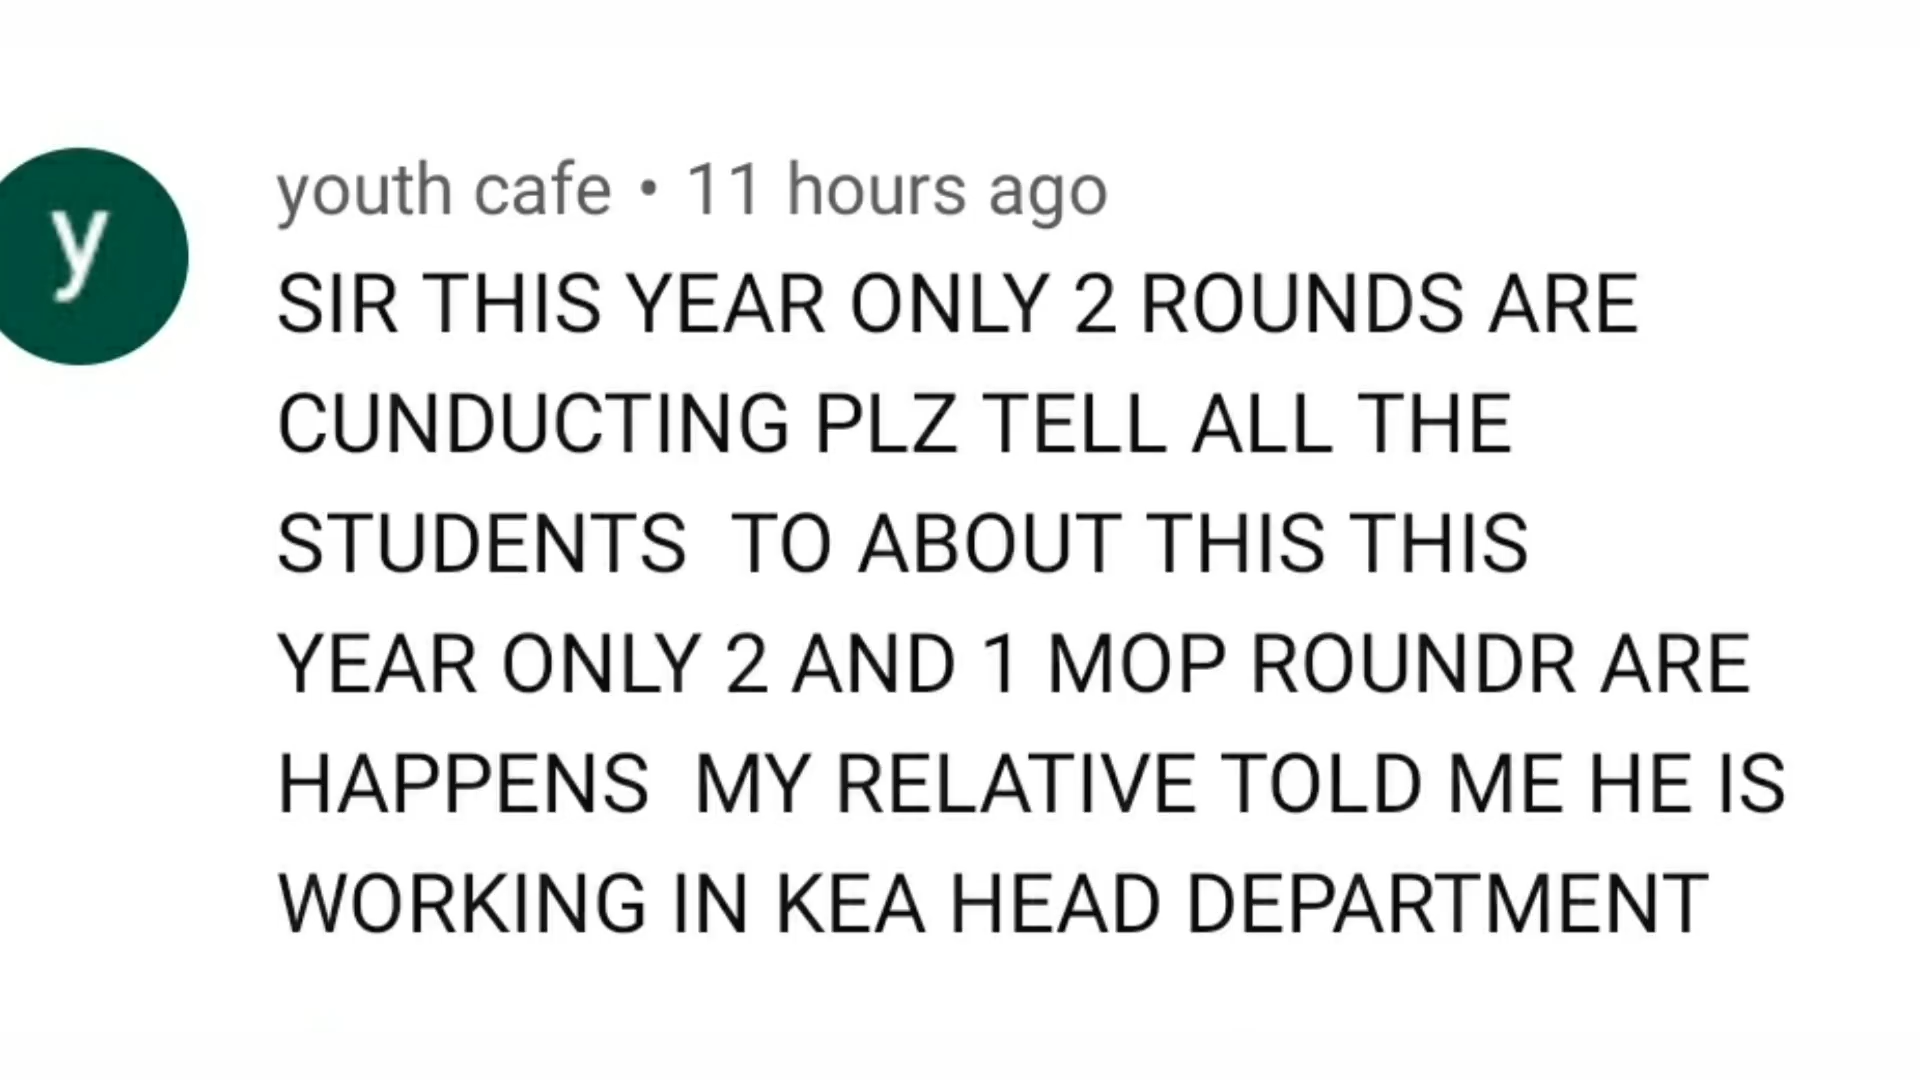 y
youth cafe • 11 hours ago
SIR THIS YEAR ONLY 2 ROUNDS ARE
CUNDUCTING PLZ TELL ALL THE
STUDENTS  TO ABOUT THIS THIS
YEAR ONLY 2 AND 1 MOP ROUNDR ARE
HAPPENS  MY RELATIVE TOLD ME HE IS
WORKING IN KEA HEAD DEPARTMENT